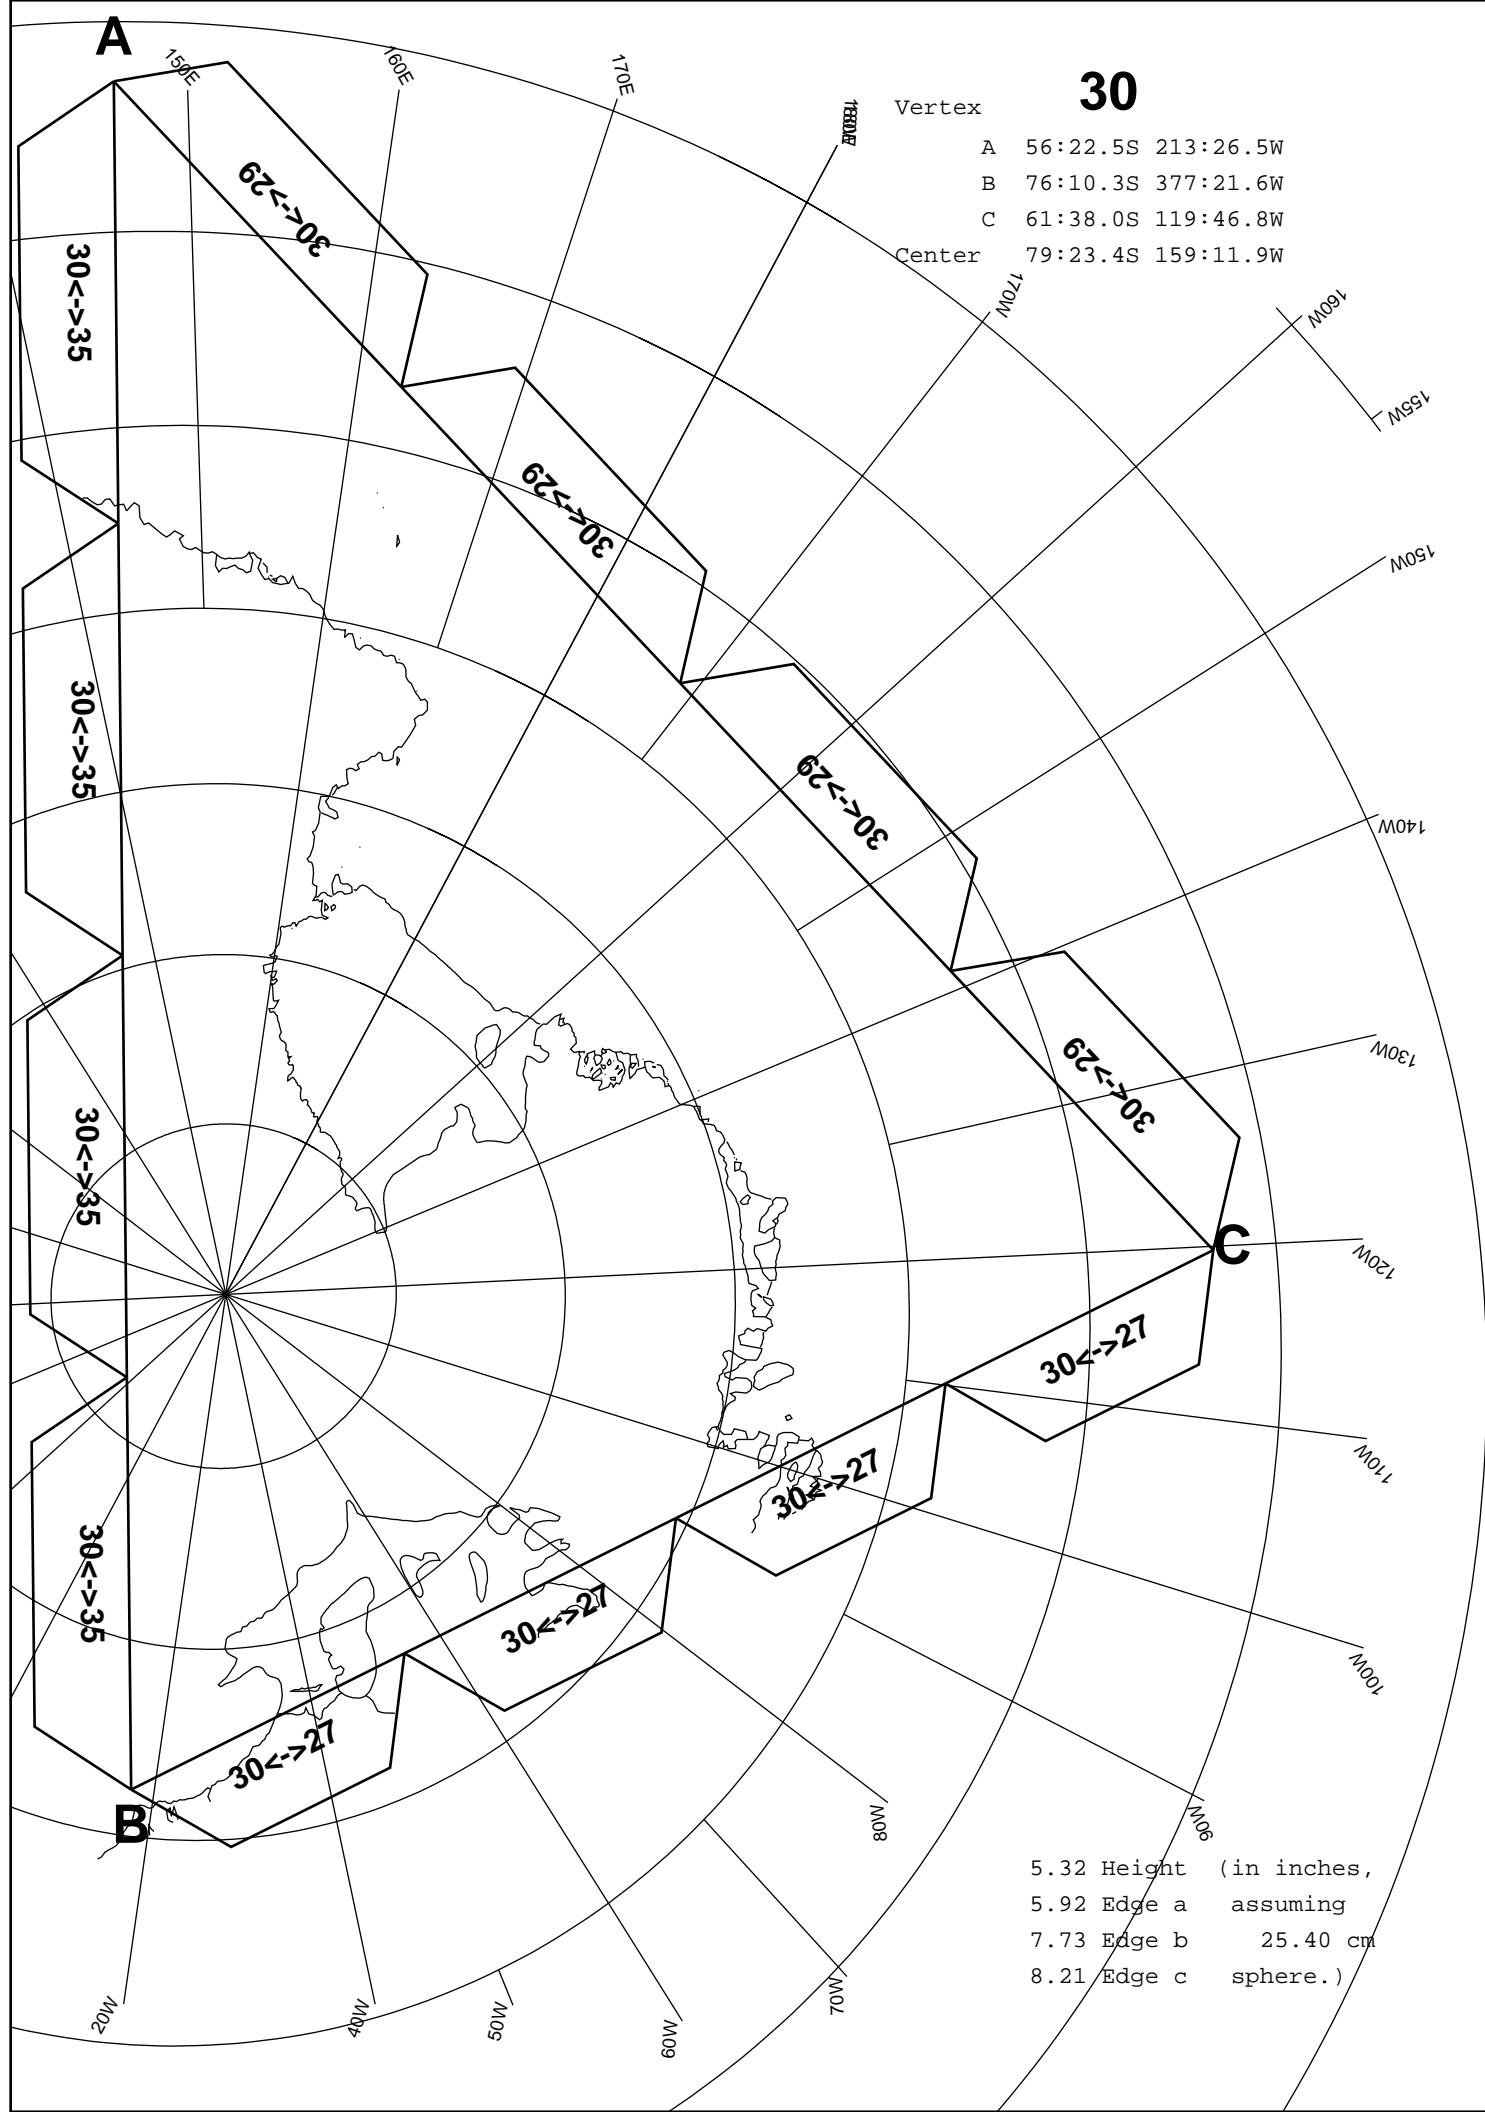 A
150E
160E
170E
Vertex 30
A 56:22.5S 213:26.5W
B 76:10.3S 377:21.6W
C 61:38.0S 119:46.8W
Center 79:23.4S 159:11.9W
170W
160W
155W
150W
140W
130W
120W
110W
100W
90W
80W
70W
60W
50W
40W
20W
30<->29
30<->29
30<->29
30<->29
30<->35
30<->35
30<->35
30<->35
C
30<->27
30<->27
30<->27
30<->27
B
5.32 Height (in inches,
5.92 Edge a assuming
7.73 Edge b 25.40 cm
8.21 Edge c sphere.)